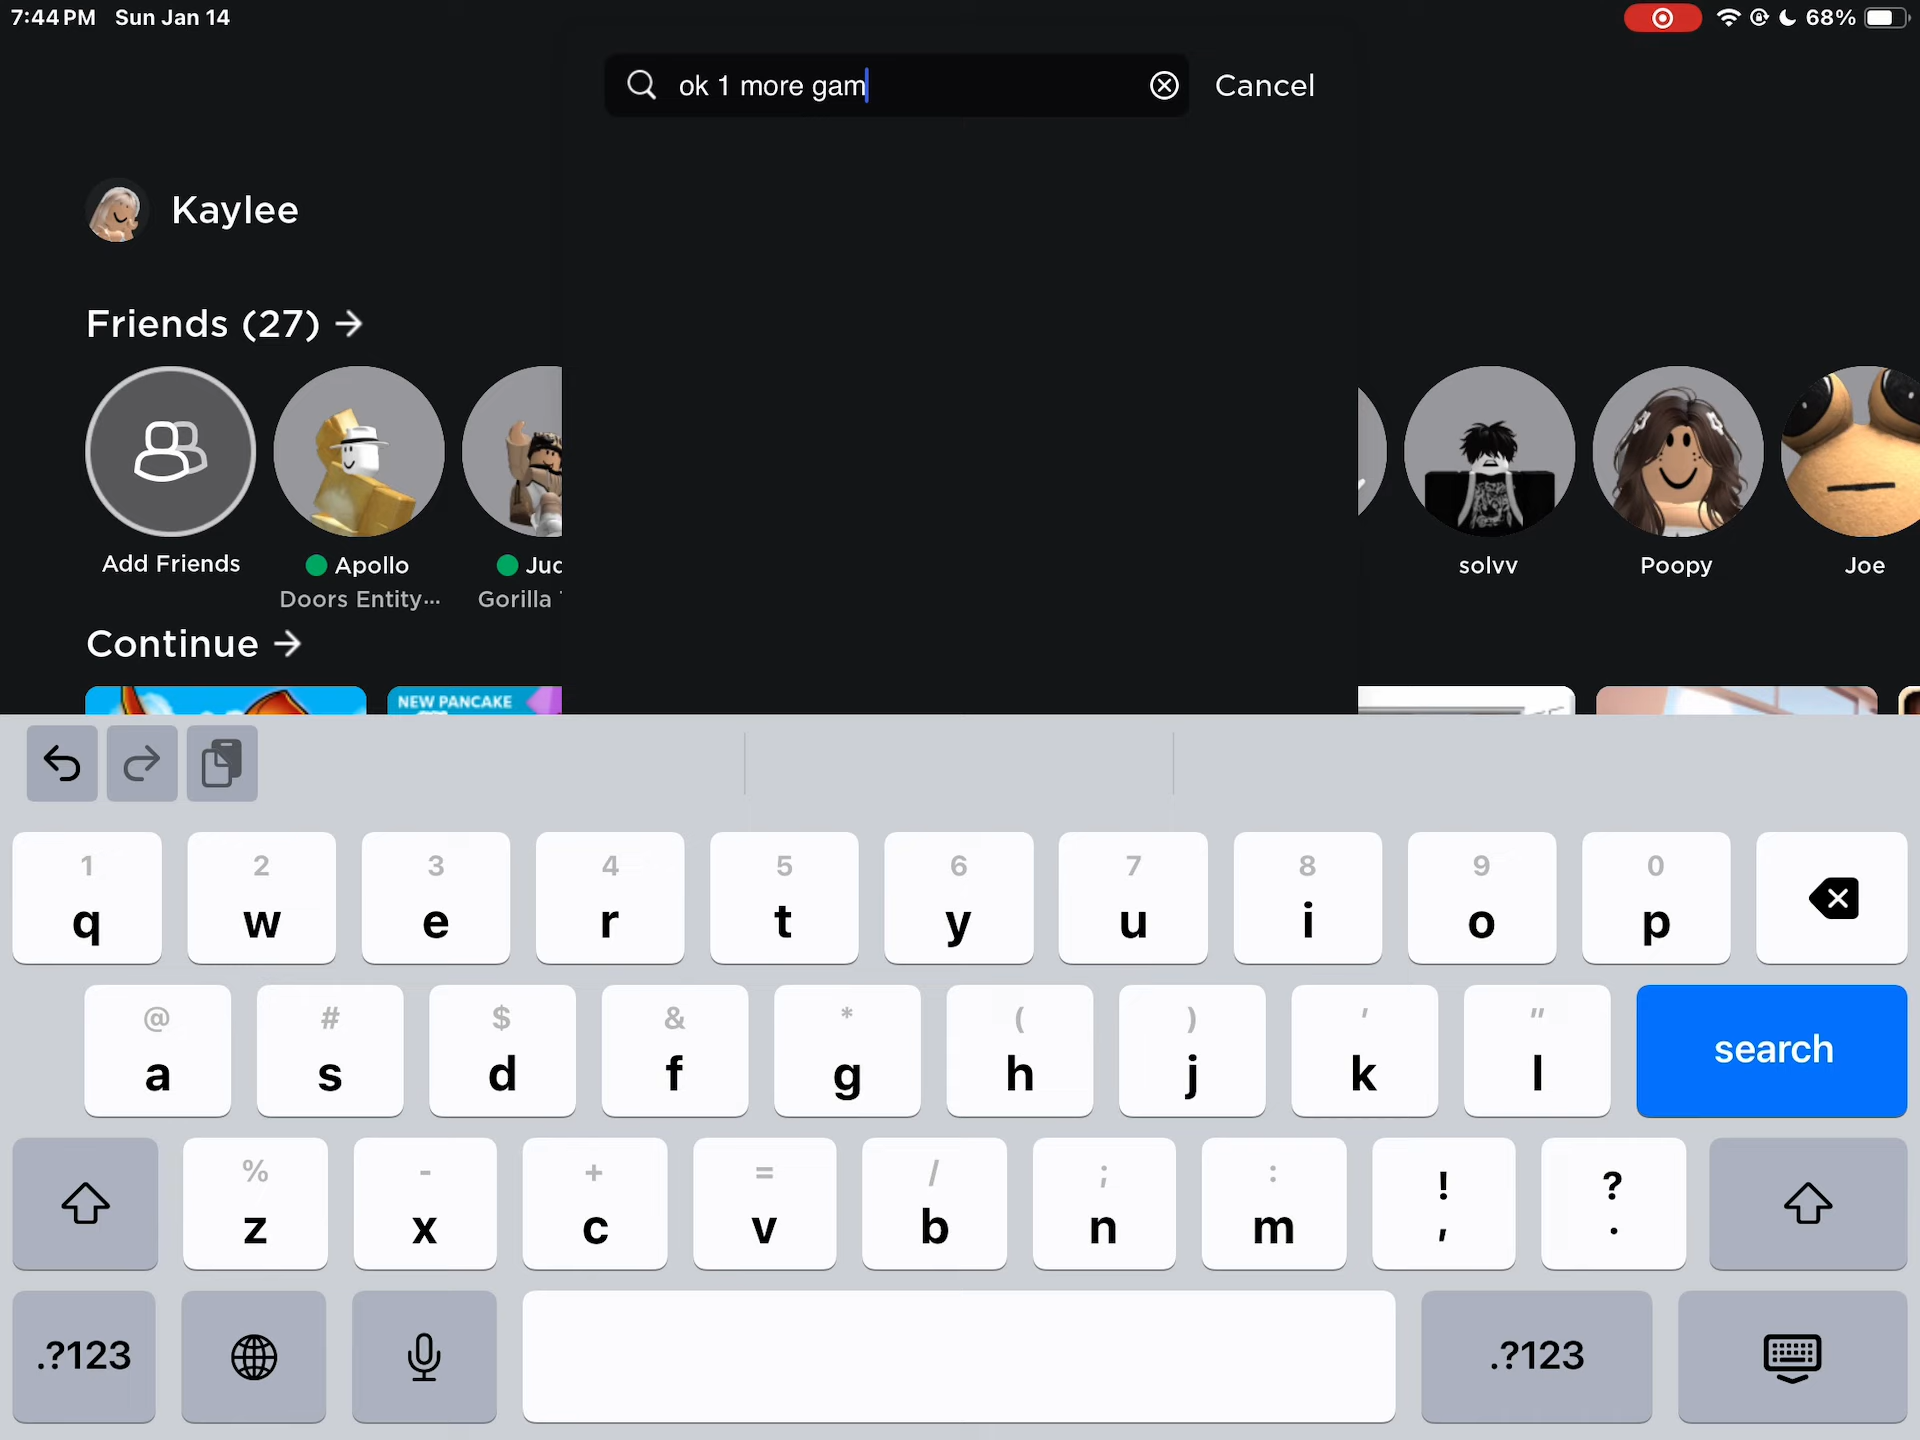 7:44 PM Sun Jan 14
68%
ok 1 more gam
Cancel
Kaylee
Friends (27)
Add Friends
Apollo
Doors Entity...
Gorilla
solvv
Poopy
Joe
Continue
NEW PANCAKE
1 2 3 4 5 6 7 8 9 0
q w e r t y u i o p
@ # $ & * ( ) ' "
a s d f g h j k l
search
% - + = / ; : ! ?
z x c v b n m , .
.?123
.?123